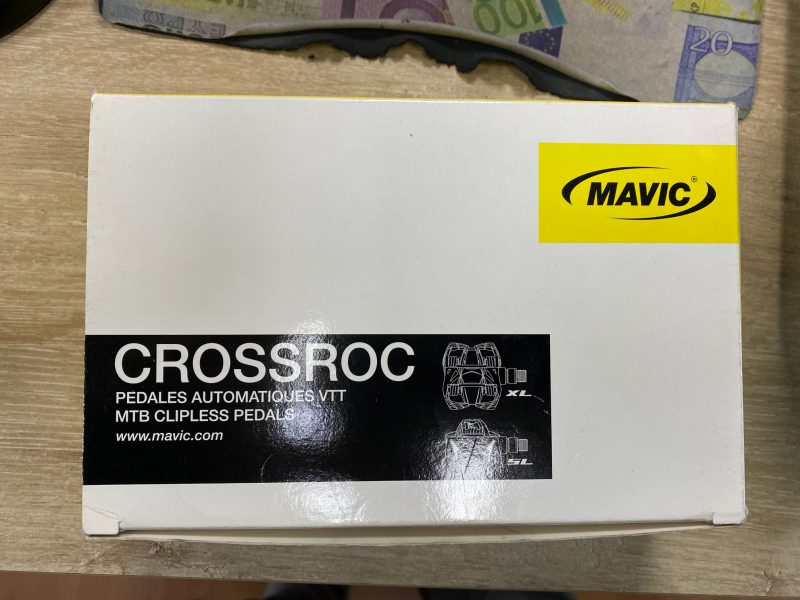 100
20
MAVIC®
CROSSROC
PEDALES AUTOMATIQUES VTT
MTB CLIPLESS PEDALS
www.mavic.com
XL
SL